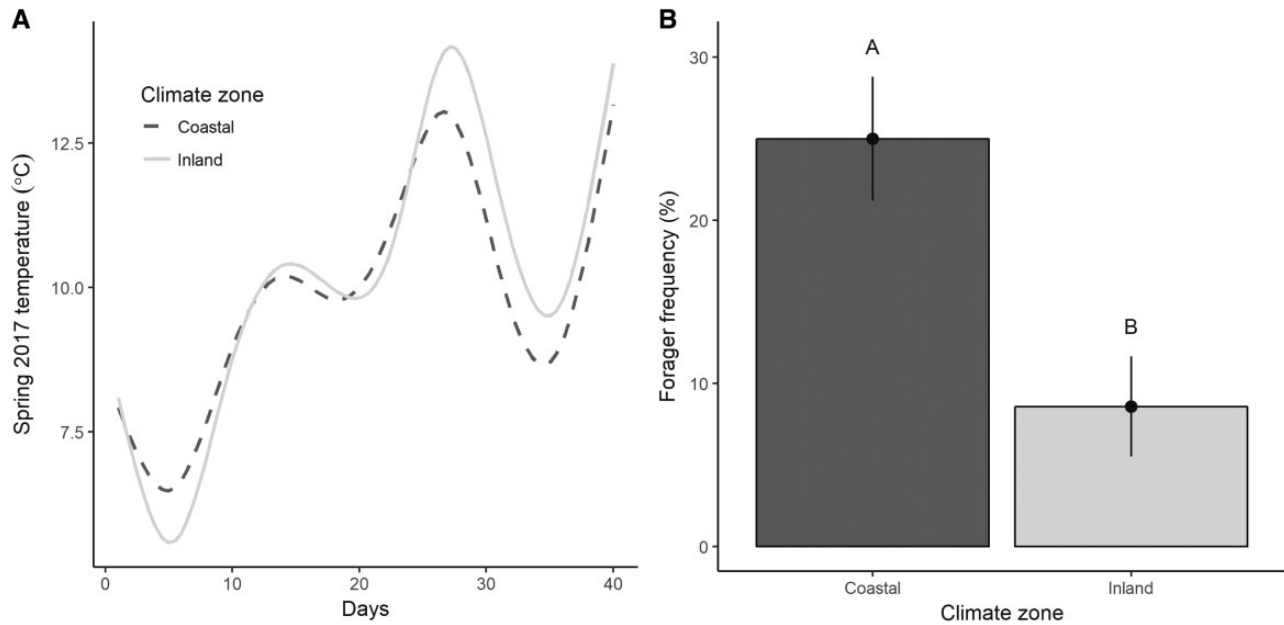 A
Spring 2017 temperature (°C)
12.5
10.0
7.5
Climate zone
Coastal
Inland
0
10
20
30
40
Days
B
Forager frequency (%)
30
20
10
0
A
B
Coastal
Inland
Climate zone